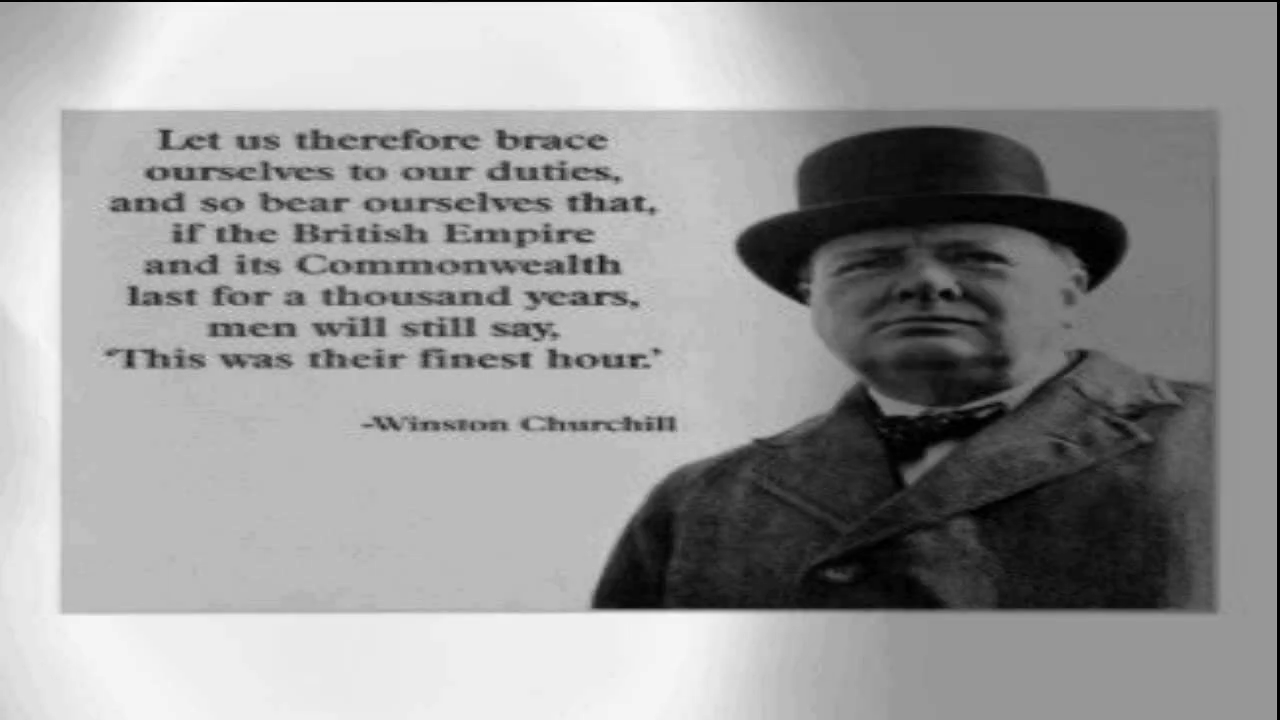 Let us therefore brace
ourselves to our duties,
and so bear ourselves that,
if the British Empire
and its Commonwealth
last for a thousand years,
men will still say,
‘This was their finest hour.’
-Winston Churchill